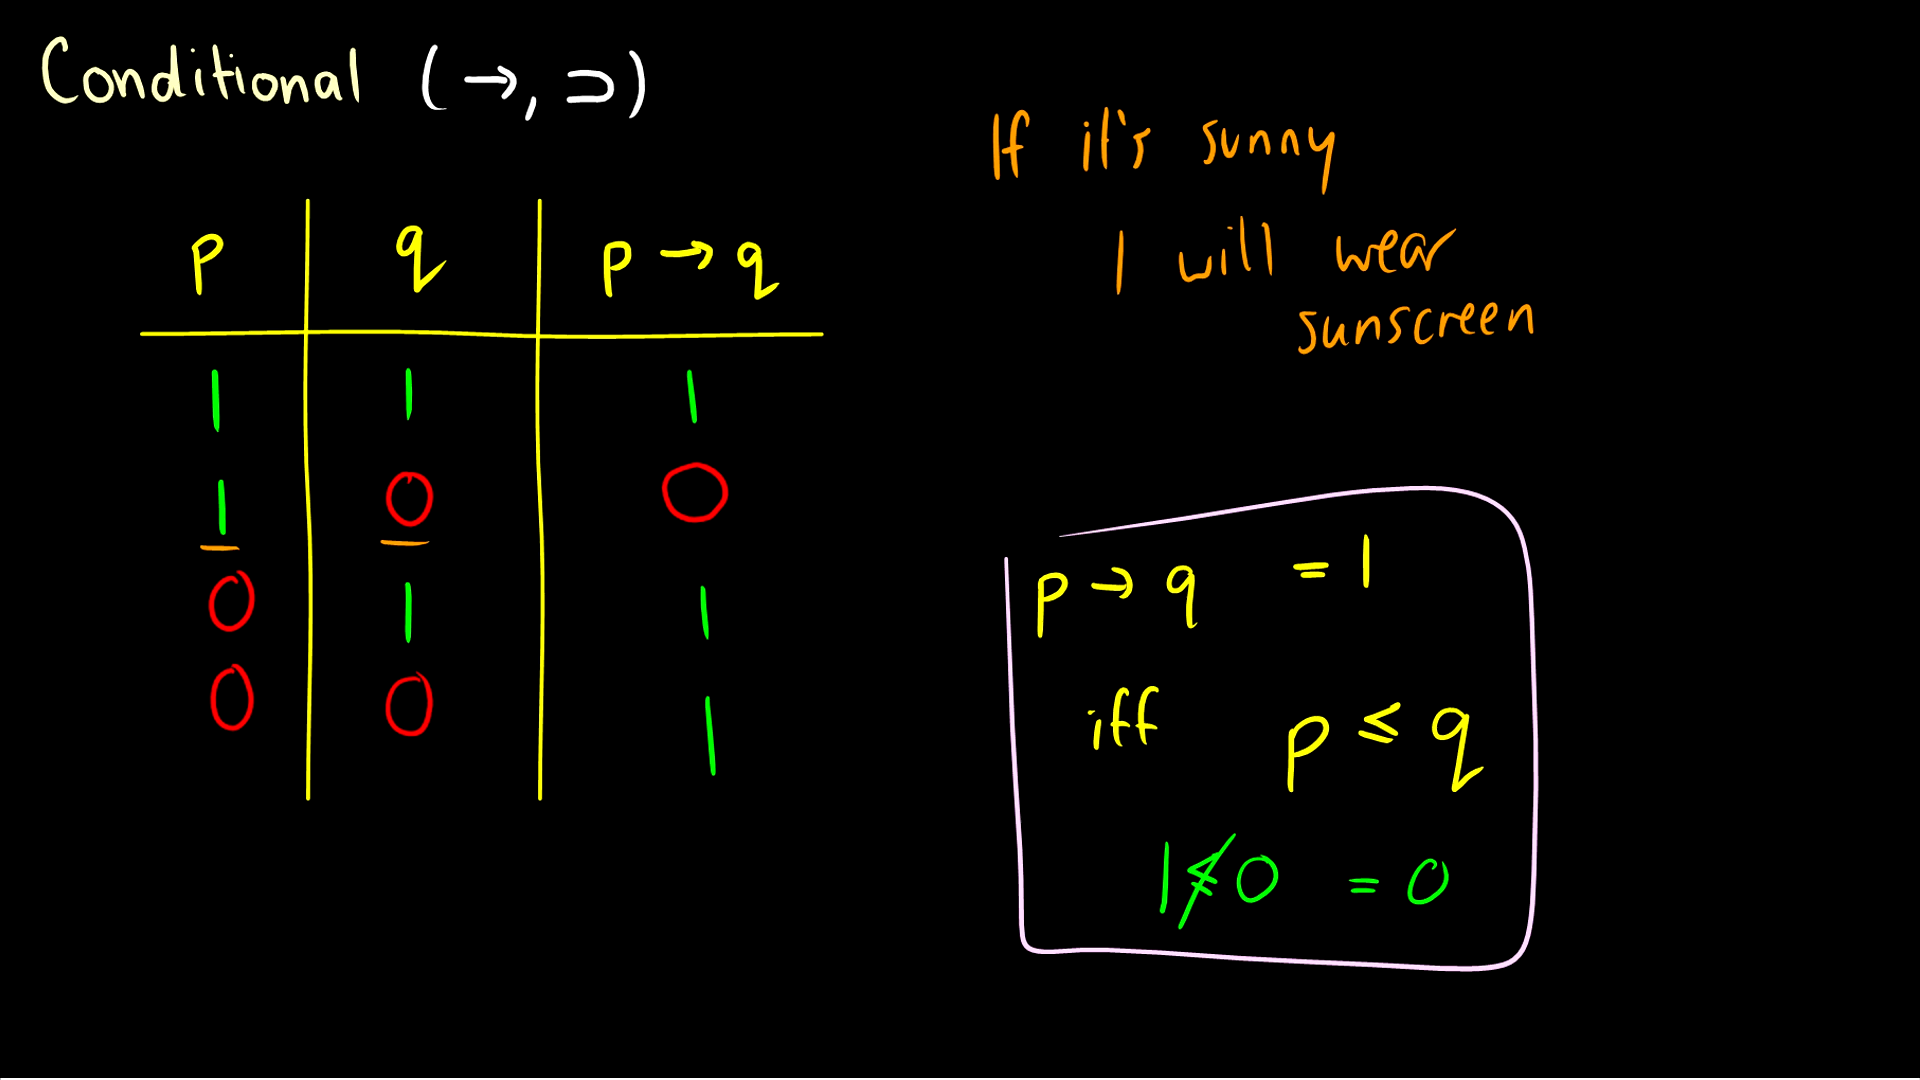 Conditional (→, ⊃)
If it's sunny
I will wear
sunscreen
p q p → q
1 1 1
1 0 0
0 1 1
0 0 1
p → q = 1
iff p ≤ q
1 ≰ 0 = 0